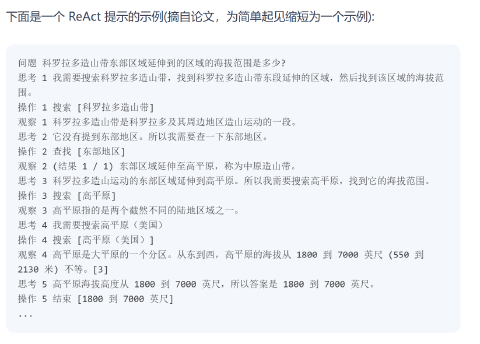 下面是一个 ReAct 提示的示例(摘自论文，为简单起见缩短为一个示例):
问题 科罗拉多造山带东部区域延伸到的区域的海拔范围是多少?
思考 1 我需要搜索科罗拉多造山带，找到科罗拉多造山带东段延伸的区域，然后找到该区域的海拔范
围。
操作 1 搜索 [科罗拉多造山带]
观察 1 科罗拉多造山带是科罗拉多及其周边地区造山运动的一段。
思考 2 它没有提到东部地区。所以我需要查一下东部地区。
操作 2 查找 [东部地区]
观察 2 (结果 1 / 1) 东部区域延伸至高平原，称为中原造山带。
思考 3 科罗拉多造山运动的东部区域延伸到高平原。所以我需要搜索高平原，找到它的海拔范围。
操作 3 搜索 [高平原]
观察 3 高平原指的是两个截然不同的陆地区域之一。
思考 4 我需要搜索高平原（美国）
操作 4 搜索 [高平原（美国）]
观察 4 高平原是大平原的一个分区。从东到西，高平原的海拔从 1800 到 7000 英尺 (550 到
2130 米) 不等。[3]
思考 5 高平原海拔高度从 1800 到 7000 英尺，所以答案是 1800 到 7000 英尺。
操作 5 结束 [1800 到 7000 英尺]
...